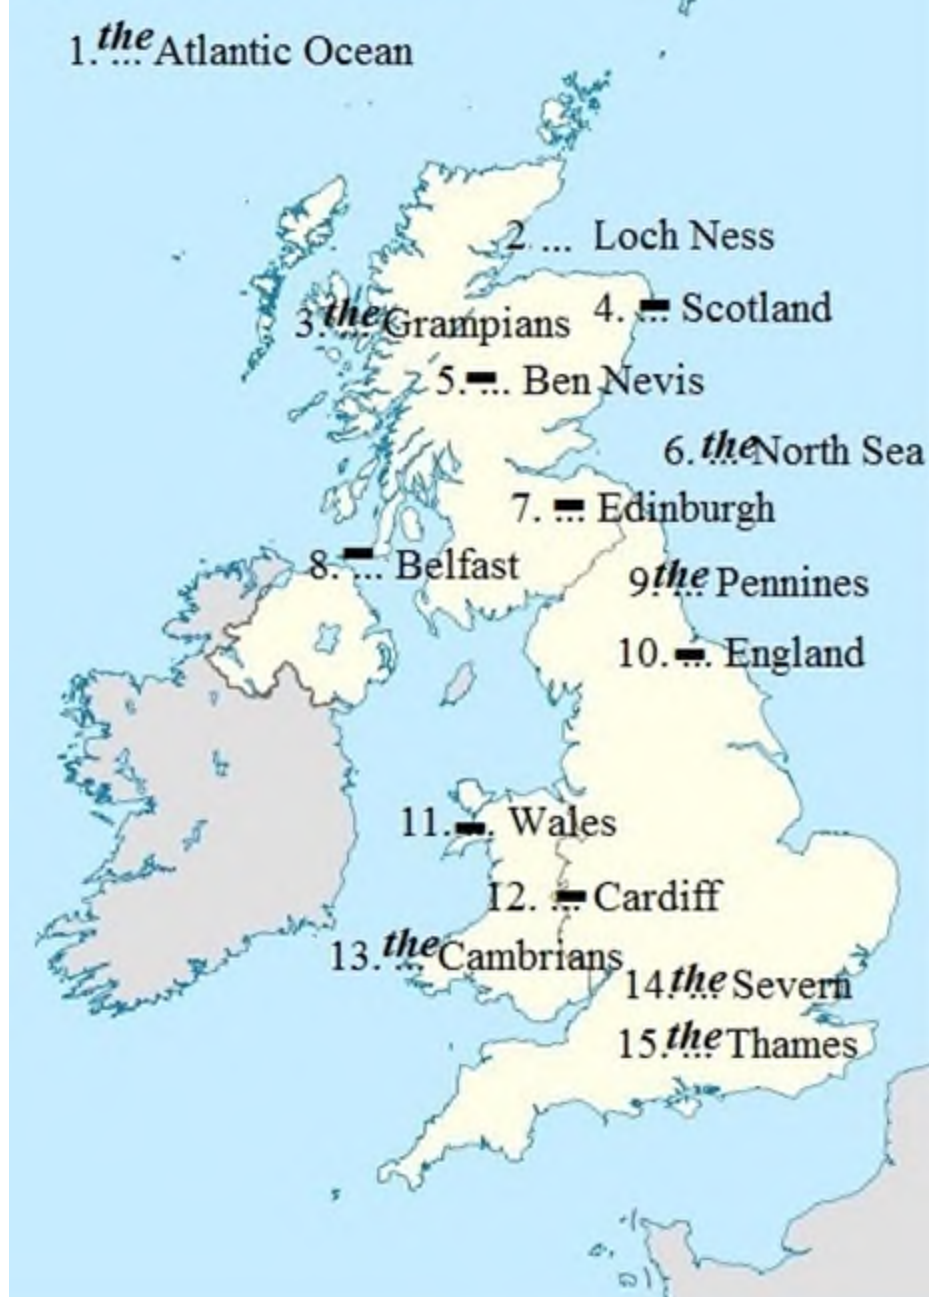 1. the ... Atlantic Ocean
2 ... Loch Ness
3. the ... Grampians
4. – ... Scotland
5. – ... Ben Nevis
6. the ... North Sea
7. – ... Edinburgh
8. – ... Belfast
9 the ... Pennines
10. – ... England
11. – ... Wales
12. – ... Cardiff
13. the ... Cambrians
14. the ... Severn
15. the ... Thames